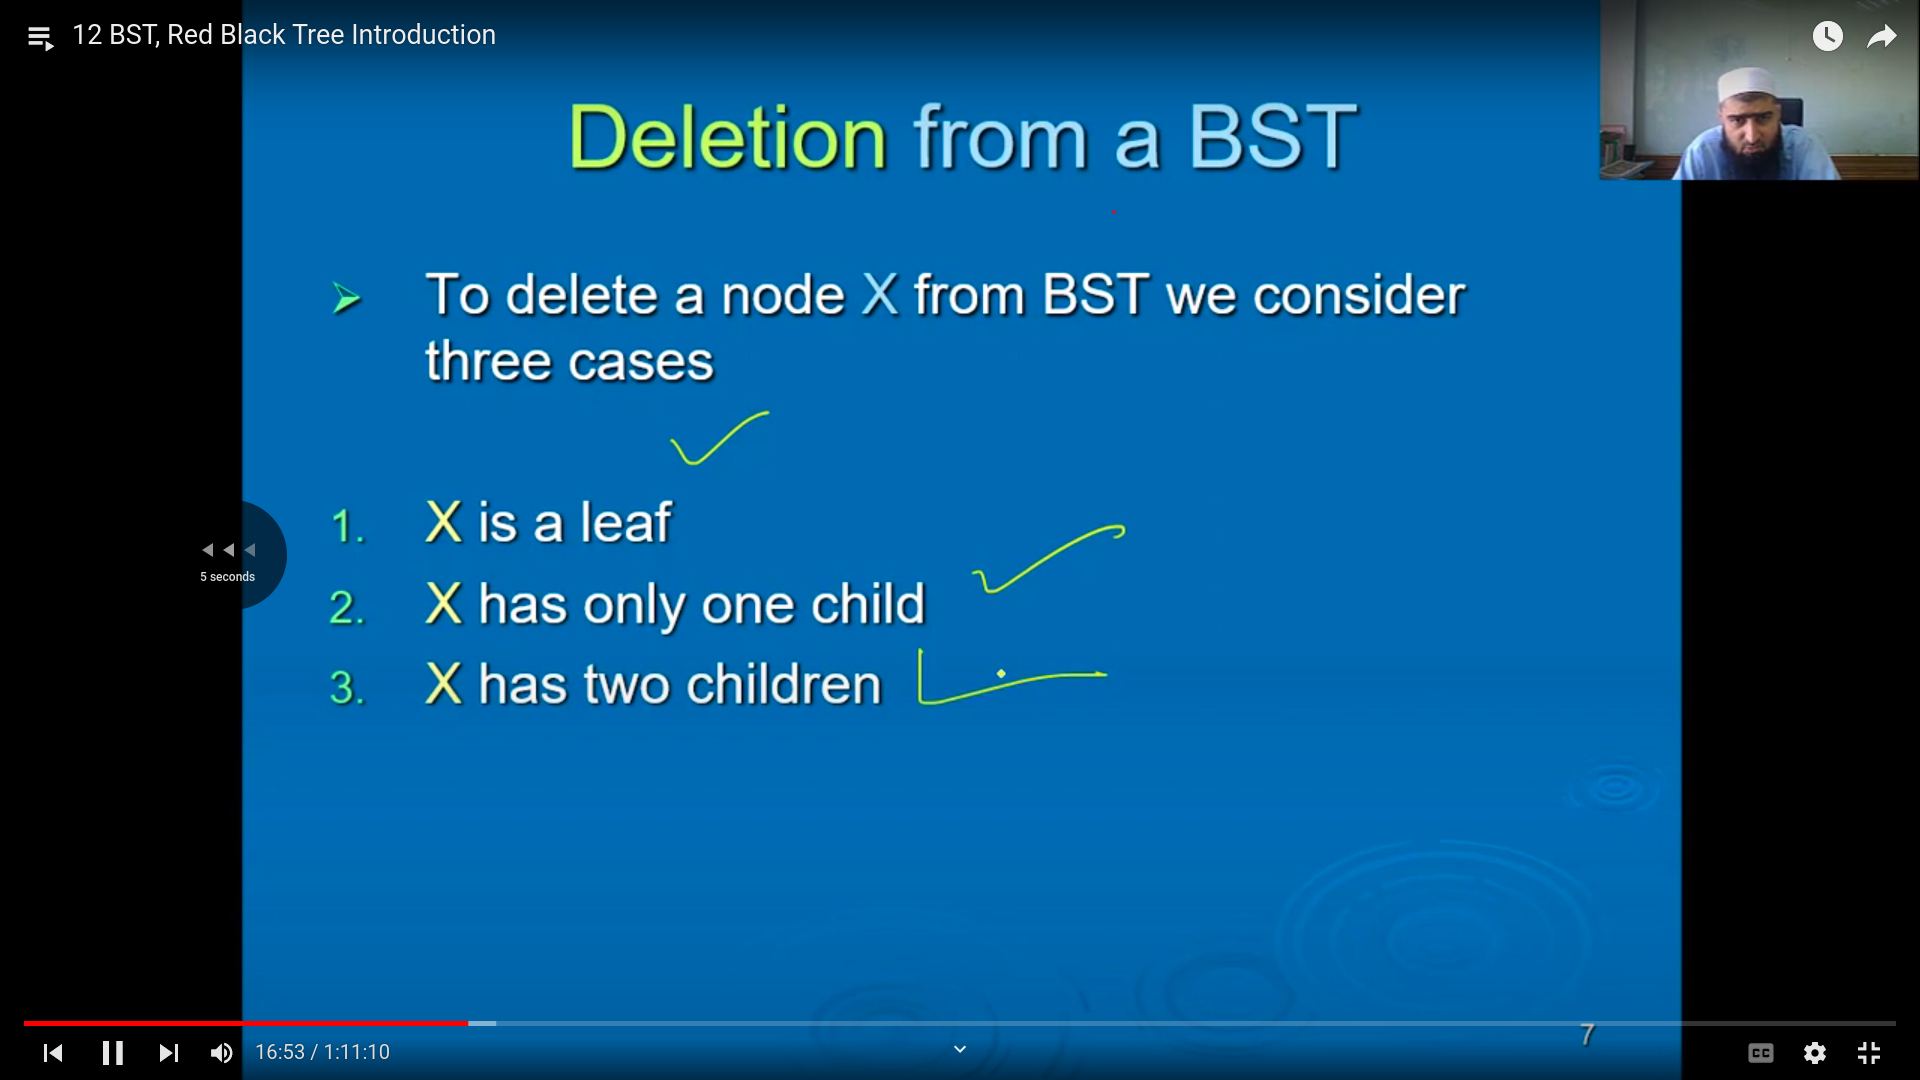 12 BST, Red Black Tree Introduction
Deletion from a BST
To delete a node X from BST we consider
three cases
1. X is a leaf
2. X has only one child
3. X has two children
5 seconds
7
16:53 / 1:11:10
CC